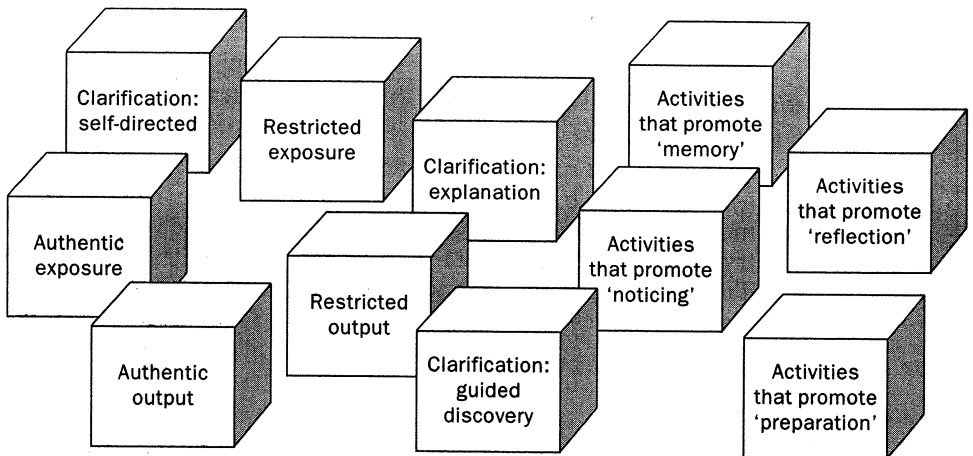 Clarification:
self-directed
Restricted
exposure
Clarification:
explanation
Activities
that promote
‘memory’
Activities
that promote
‘reflection’
Authentic
exposure
Restricted
output
Activities
that promote
‘noticing’
Authentic
output
Clarification:
guided
discovery
Activities
that promote
‘preparation’